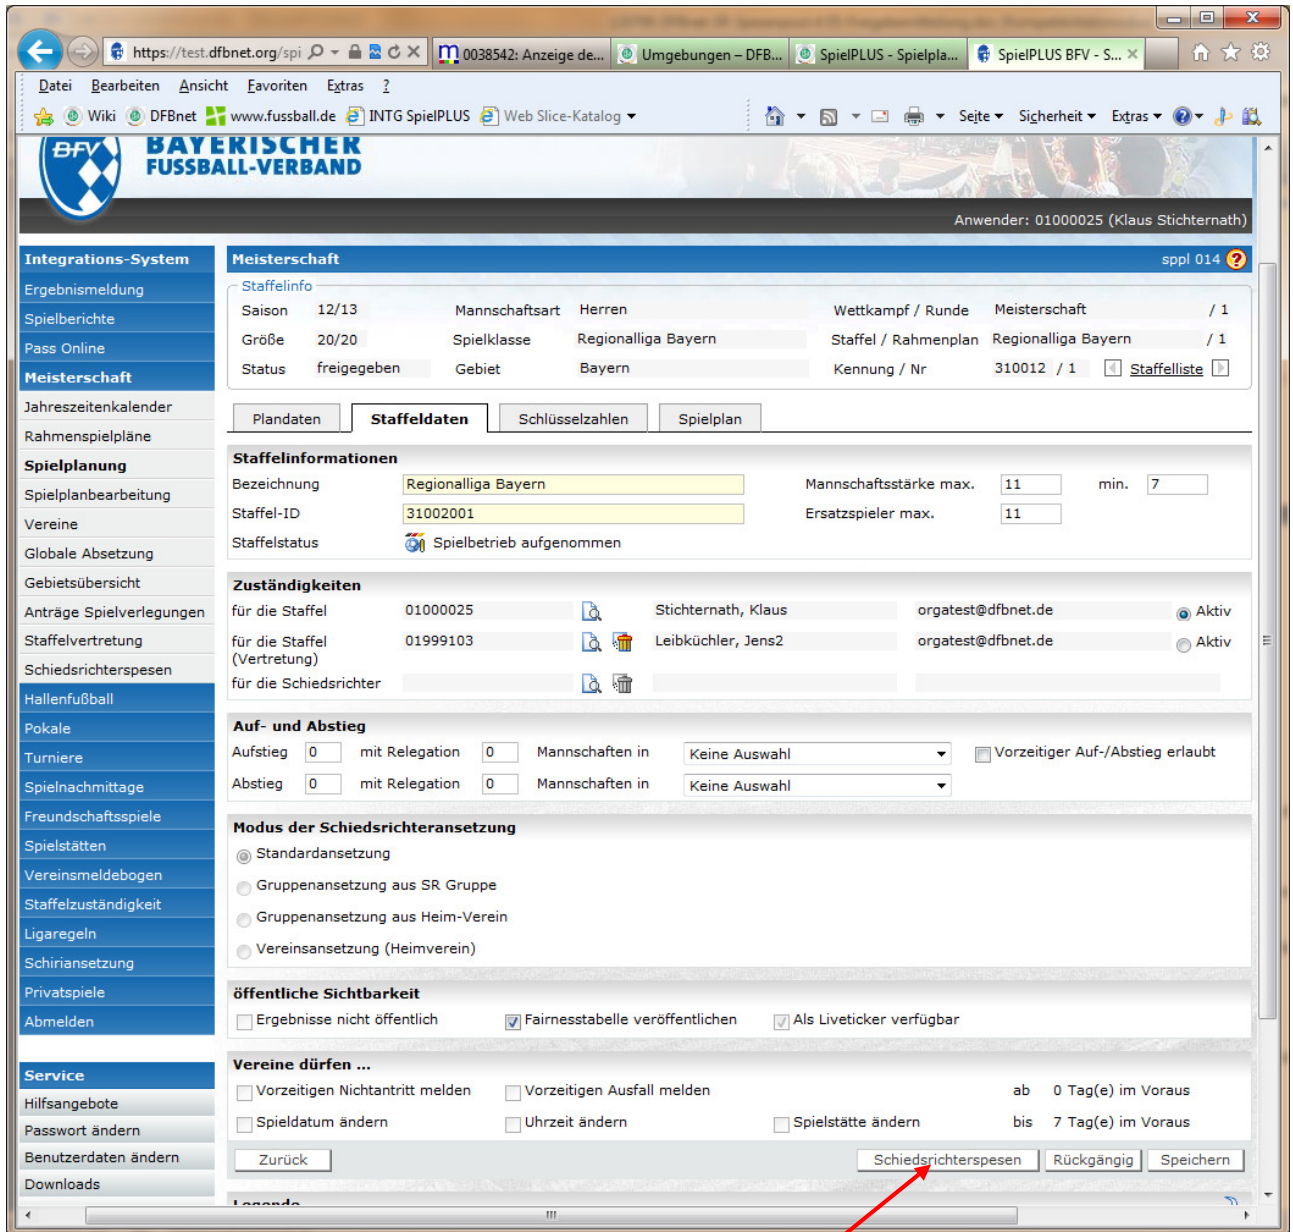 https://test.dfbnet.org/spi
0038542: Anzeige de...
Umgebungen – DFB...
SpielPLUS - Spielpla...
SpielPLUS BFV - S...
Datei Bearbeiten Ansicht Favoriten Extras ?
Wiki DFBnet www.fussball.de INTG SpielPLUS Web Slice-Katalog
Seite Sicherheit Extras
BFV BAYERISCHER
FUSSBALL-VERBAND
Anwender: 01000025 (Klaus Stichternath)
Integrations-System
Ergebnismeldung
Spielberichte
Pass Online
Meisterschaft
Jahreszeitenkalender
Rahmenspielpläne
Spielplanung
Spielplanbearbeitung
Vereine
Globale Absetzung
Gebietsübersicht
Anträge Spielverlegungen
Staffelvertretung
Schiedsrichterspesen
Hallenfußball
Pokale
Turniere
Spielnachmittage
Freundschaftsspiele
Spielstätten
Vereinsmeldebogen
Staffelzuständigkeit
Ligaregeln
Schiriansetzung
Privatspiele
Abmelden
Service
Hilfsangebote
Passwort ändern
Benutzerdaten ändern
Downloads
Meisterschaft sppl 014 ?
Staffelinfo
Saison 12/13 Mannschaftsart Herren Wettkampf / Runde Meisterschaft / 1
Größe 20/20 Spielklasse Regionalliga Bayern Staffel / Rahmenplan Regionalliga Bayern / 1
Status freigegeben Gebiet Bayern Kennung / Nr 310012 / 1 Staffelliste
Plandaten Staffeldaten Schlüsselzahlen Spielplan
Staffelinformationen
Bezeichnung Regionalliga Bayern Mannschaftsstärke max. 11 min. 7
Staffel-ID 31002001 Ersatzspieler max. 11
Staffelstatus Spielbetrieb aufgenommen
Zuständigkeiten
für die Staffel 01000025 Stichternath, Klaus orgatest@dfbnet.de Aktiv
für die Staffel 01999103 Leibküchler, Jens2 orgatest@dfbnet.de Aktiv
(Vertretung)
für die Schiedsrichter
Auf- und Abstieg
Aufstieg 0 mit Relegation 0 Mannschaften in Keine Auswahl Vorzeitiger Auf-/Abstieg erlaubt
Abstieg 0 mit Relegation 0 Mannschaften in Keine Auswahl
Modus der Schiedsrichteransetzung
Standardansetzung
Gruppenansetzung aus SR Gruppe
Gruppenansetzung aus Heim-Verein
Vereinsansetzung (Heimverein)
öffentliche Sichtbarkeit
Ergebnisse nicht öffentlich Fairnesstabelle veröffentlichen Als Liveticker verfügbar
Vereine dürfen ...
Vorzeitigen Nichtantritt melden Vorzeitigen Ausfall melden ab 0 Tag(e) im Voraus
Spieldatum ändern Uhrzeit ändern Spielstätte ändern bis 7 Tag(e) im Voraus
Zurück Schiedsrichterspesen Rückgängig Speichern
Legende